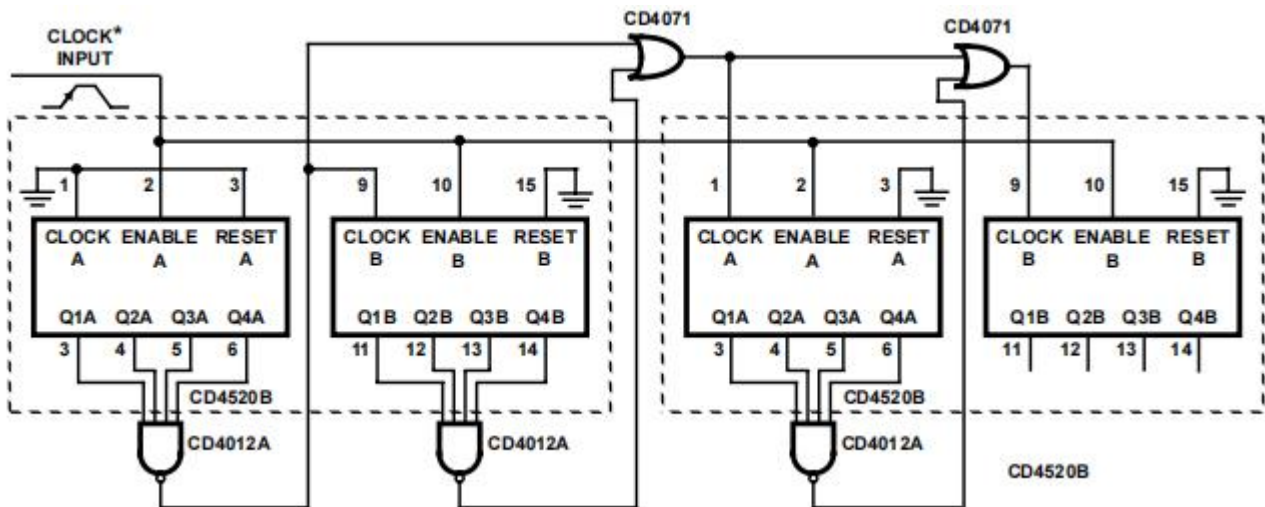 CD4071
CD4071
CLOCK*
INPUT
1 2 3 9 10 15 1 2 3 9 10 15
CLOCK ENABLE RESET CLOCK ENABLE RESET CLOCK ENABLE RESET CLOCK ENABLE RESET
A A A B B B A A A B B B
Q1A Q2A Q3A Q4A Q1B Q2B Q3B Q4B Q1A Q2A Q3A Q4A Q1B Q2B Q3B Q4B
3 4 5 6 11 12 13 14 3 4 5 6 11 12 13 14
CD4520B CD4520B
CD4012A CD4012A CD4012A
CD4520B